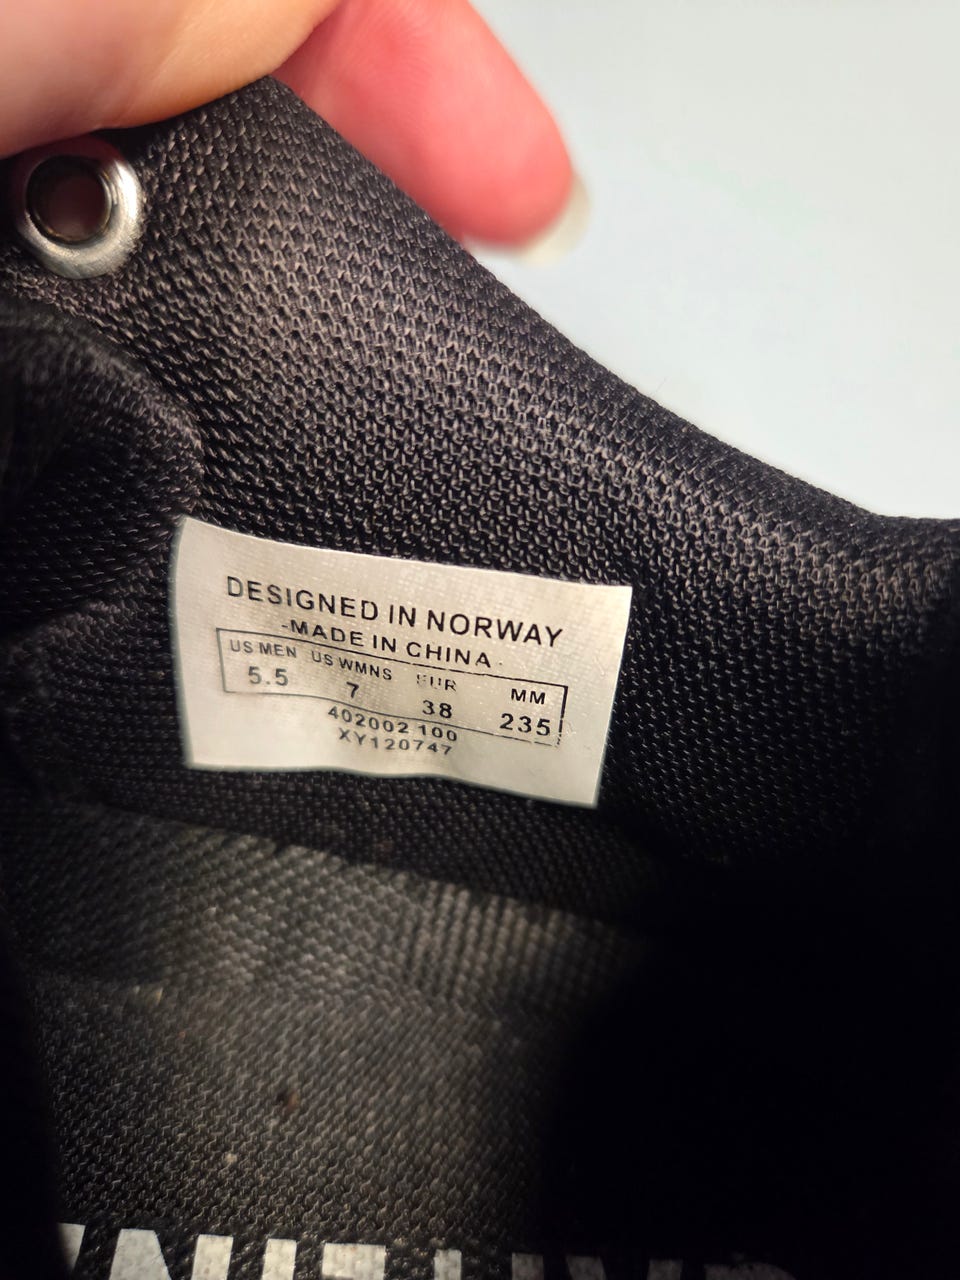 DESIGNED IN NORWAY
-MADE IN CHINA-
US MEN US WMNS EUR MM
5.5 7 38 235
402002 100
XY120747